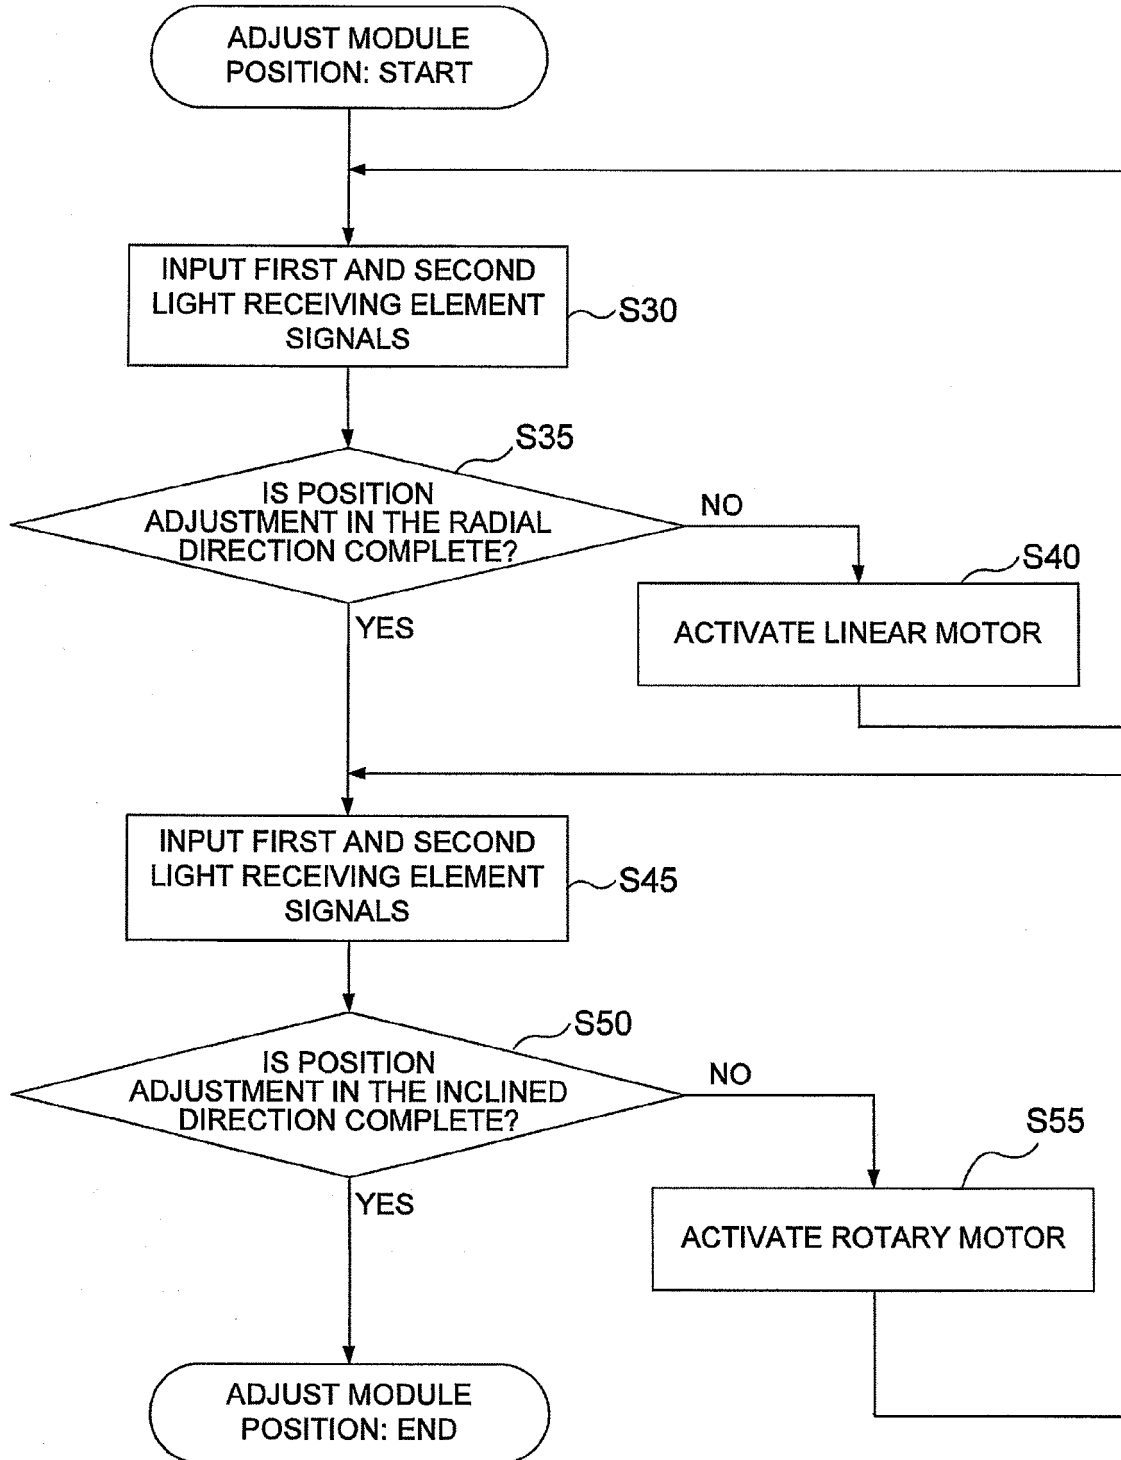 ADJUST MODULE
POSITION: START
INPUT FIRST AND SECOND
LIGHT RECEIVING ELEMENT
SIGNALS
S30
S35
IS POSITION
ADJUSTMENT IN THE RADIAL
DIRECTION COMPLETE?
NO
YES
S40
ACTIVATE LINEAR MOTOR
INPUT FIRST AND SECOND
LIGHT RECEIVING ELEMENT
SIGNALS
S45
S50
IS POSITION
ADJUSTMENT IN THE INCLINED
DIRECTION COMPLETE?
NO
YES
S55
ACTIVATE ROTARY MOTOR
ADJUST MODULE
POSITION: END